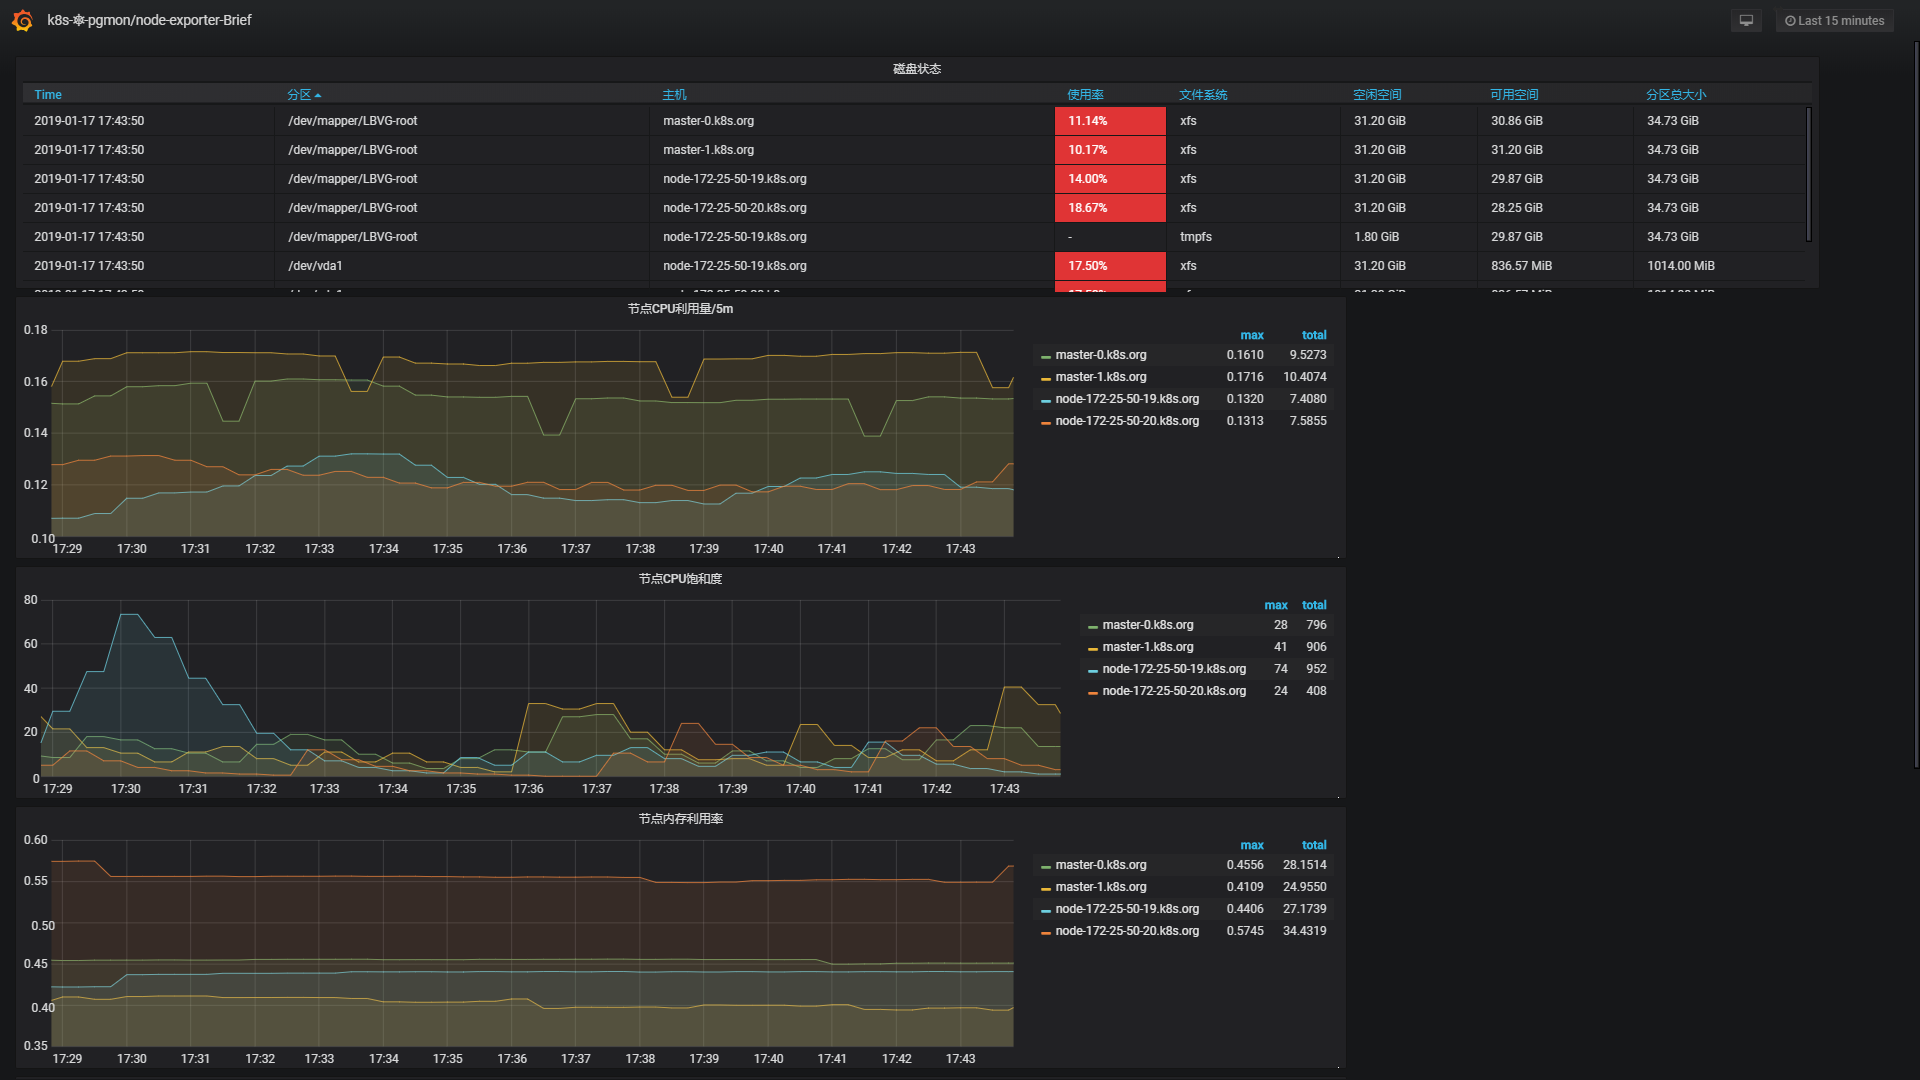 k8s-⎈-pgmon/node-exporter-Brief
Last 15 minutes
磁盘状态
Time 分区 主机 使用率 文件系统 空闲空间 可用空间 分区总大小
2019-01-17 17:43:50 /dev/mapper/LBVG-root master-0.k8s.org 11.14% xfs 31.20 GiB 30.86 GiB 34.73 GiB
2019-01-17 17:43:50 /dev/mapper/LBVG-root master-1.k8s.org 10.17% xfs 31.20 GiB 31.20 GiB 34.73 GiB
2019-01-17 17:43:50 /dev/mapper/LBVG-root node-172-25-50-19.k8s.org 14.00% xfs 31.20 GiB 29.87 GiB 34.73 GiB
2019-01-17 17:43:50 /dev/mapper/LBVG-root node-172-25-50-20.k8s.org 18.67% xfs 31.20 GiB 28.25 GiB 34.73 GiB
2019-01-17 17:43:50 /dev/mapper/LBVG-root node-172-25-50-19.k8s.org - tmpfs 1.80 GiB 29.87 GiB 34.73 GiB
2019-01-17 17:43:50 /dev/vda1 node-172-25-50-19.k8s.org 17.50% xfs 31.20 GiB 836.57 MiB 1014.00 MiB
节点CPU利用量/5m
0.18
0.16
0.14
0.12
0.10
17:29 17:30 17:31 17:32 17:33 17:34 17:35 17:36 17:37 17:38 17:39 17:40 17:41 17:42 17:43
max total
master-0.k8s.org 0.1610 9.5273
master-1.k8s.org 0.1716 10.4074
node-172-25-50-19.k8s.org 0.1320 7.4080
node-172-25-50-20.k8s.org 0.1313 7.5855
节点CPU饱和度
80
60
40
20
0
17:29 17:30 17:31 17:32 17:33 17:34 17:35 17:36 17:37 17:38 17:39 17:40 17:41 17:42 17:43
max total
master-0.k8s.org 28 796
master-1.k8s.org 41 906
node-172-25-50-19.k8s.org 74 952
node-172-25-50-20.k8s.org 24 408
节点内存利用率
0.60
0.55
0.50
0.45
0.40
0.35
17:29 17:30 17:31 17:32 17:33 17:34 17:35 17:36 17:37 17:38 17:39 17:40 17:41 17:42 17:43
max total
master-0.k8s.org 0.4556 28.1514
master-1.k8s.org 0.4109 24.9550
node-172-25-50-19.k8s.org 0.4406 27.1739
node-172-25-50-20.k8s.org 0.5745 34.4319